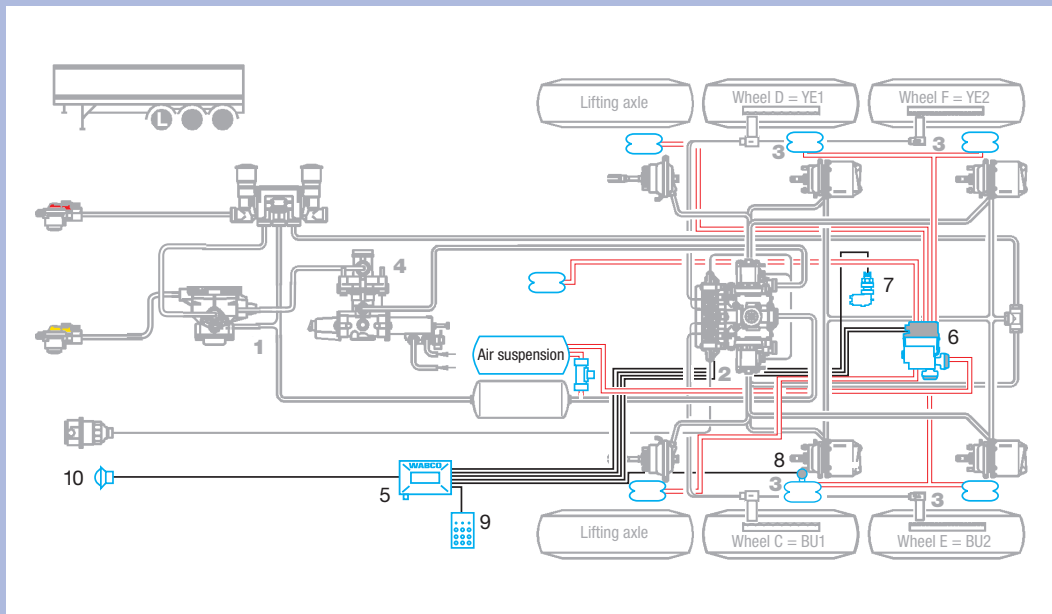 Lifting axle
Wheel D = YE1
Wheel F = YE2
L
3
3
4
7
1
Air suspension
2
6
10
WABCO
5
9
8
3
3
Lifting axle
Wheel C = BU1
Wheel E = BU2